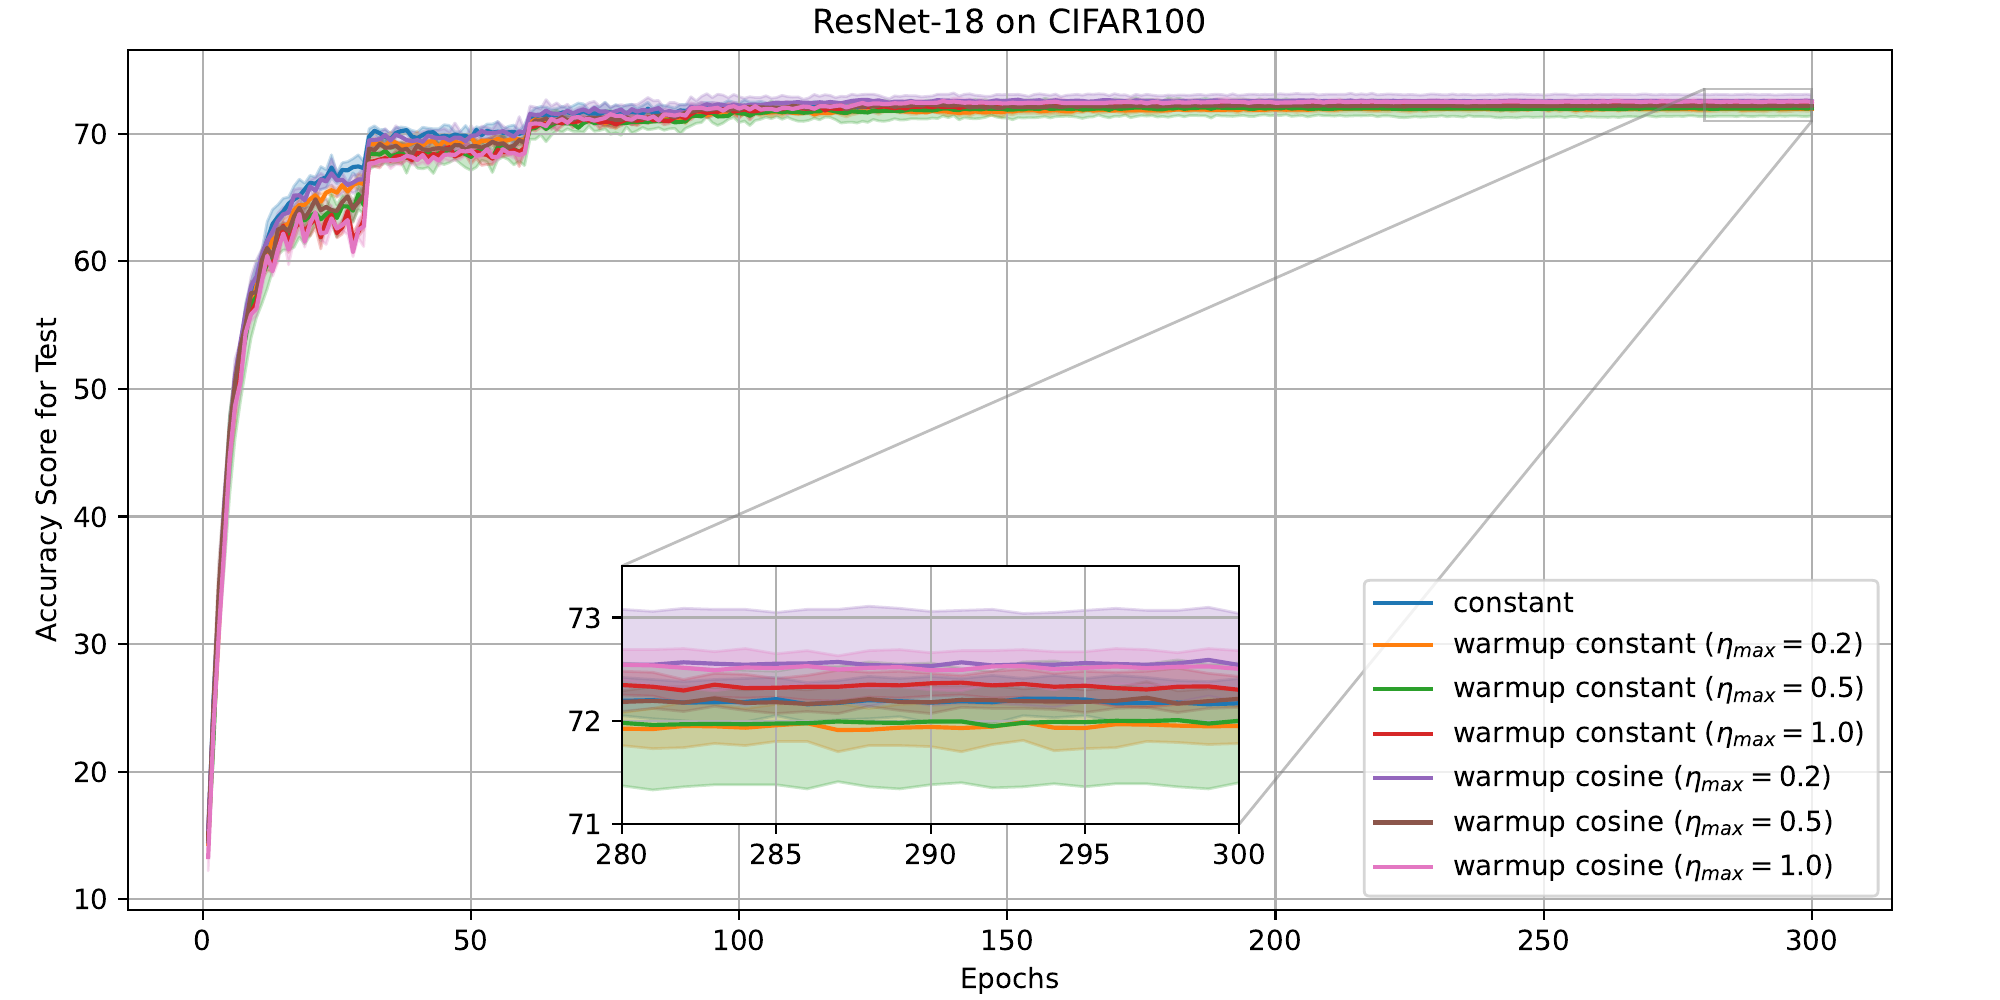 ResNet-18 on CIFAR100
Accuracy Score for Test
70
60
50
40
30
20
10
73
72
71
280 285 290 295 300
constant
warmup constant (η_max = 0.2)
warmup constant (η_max = 0.5)
warmup constant (η_max = 1.0)
warmup cosine (η_max = 0.2)
warmup cosine (η_max = 0.5)
warmup cosine (η_max = 1.0)
0 50 100 150 200 250 300
Epochs